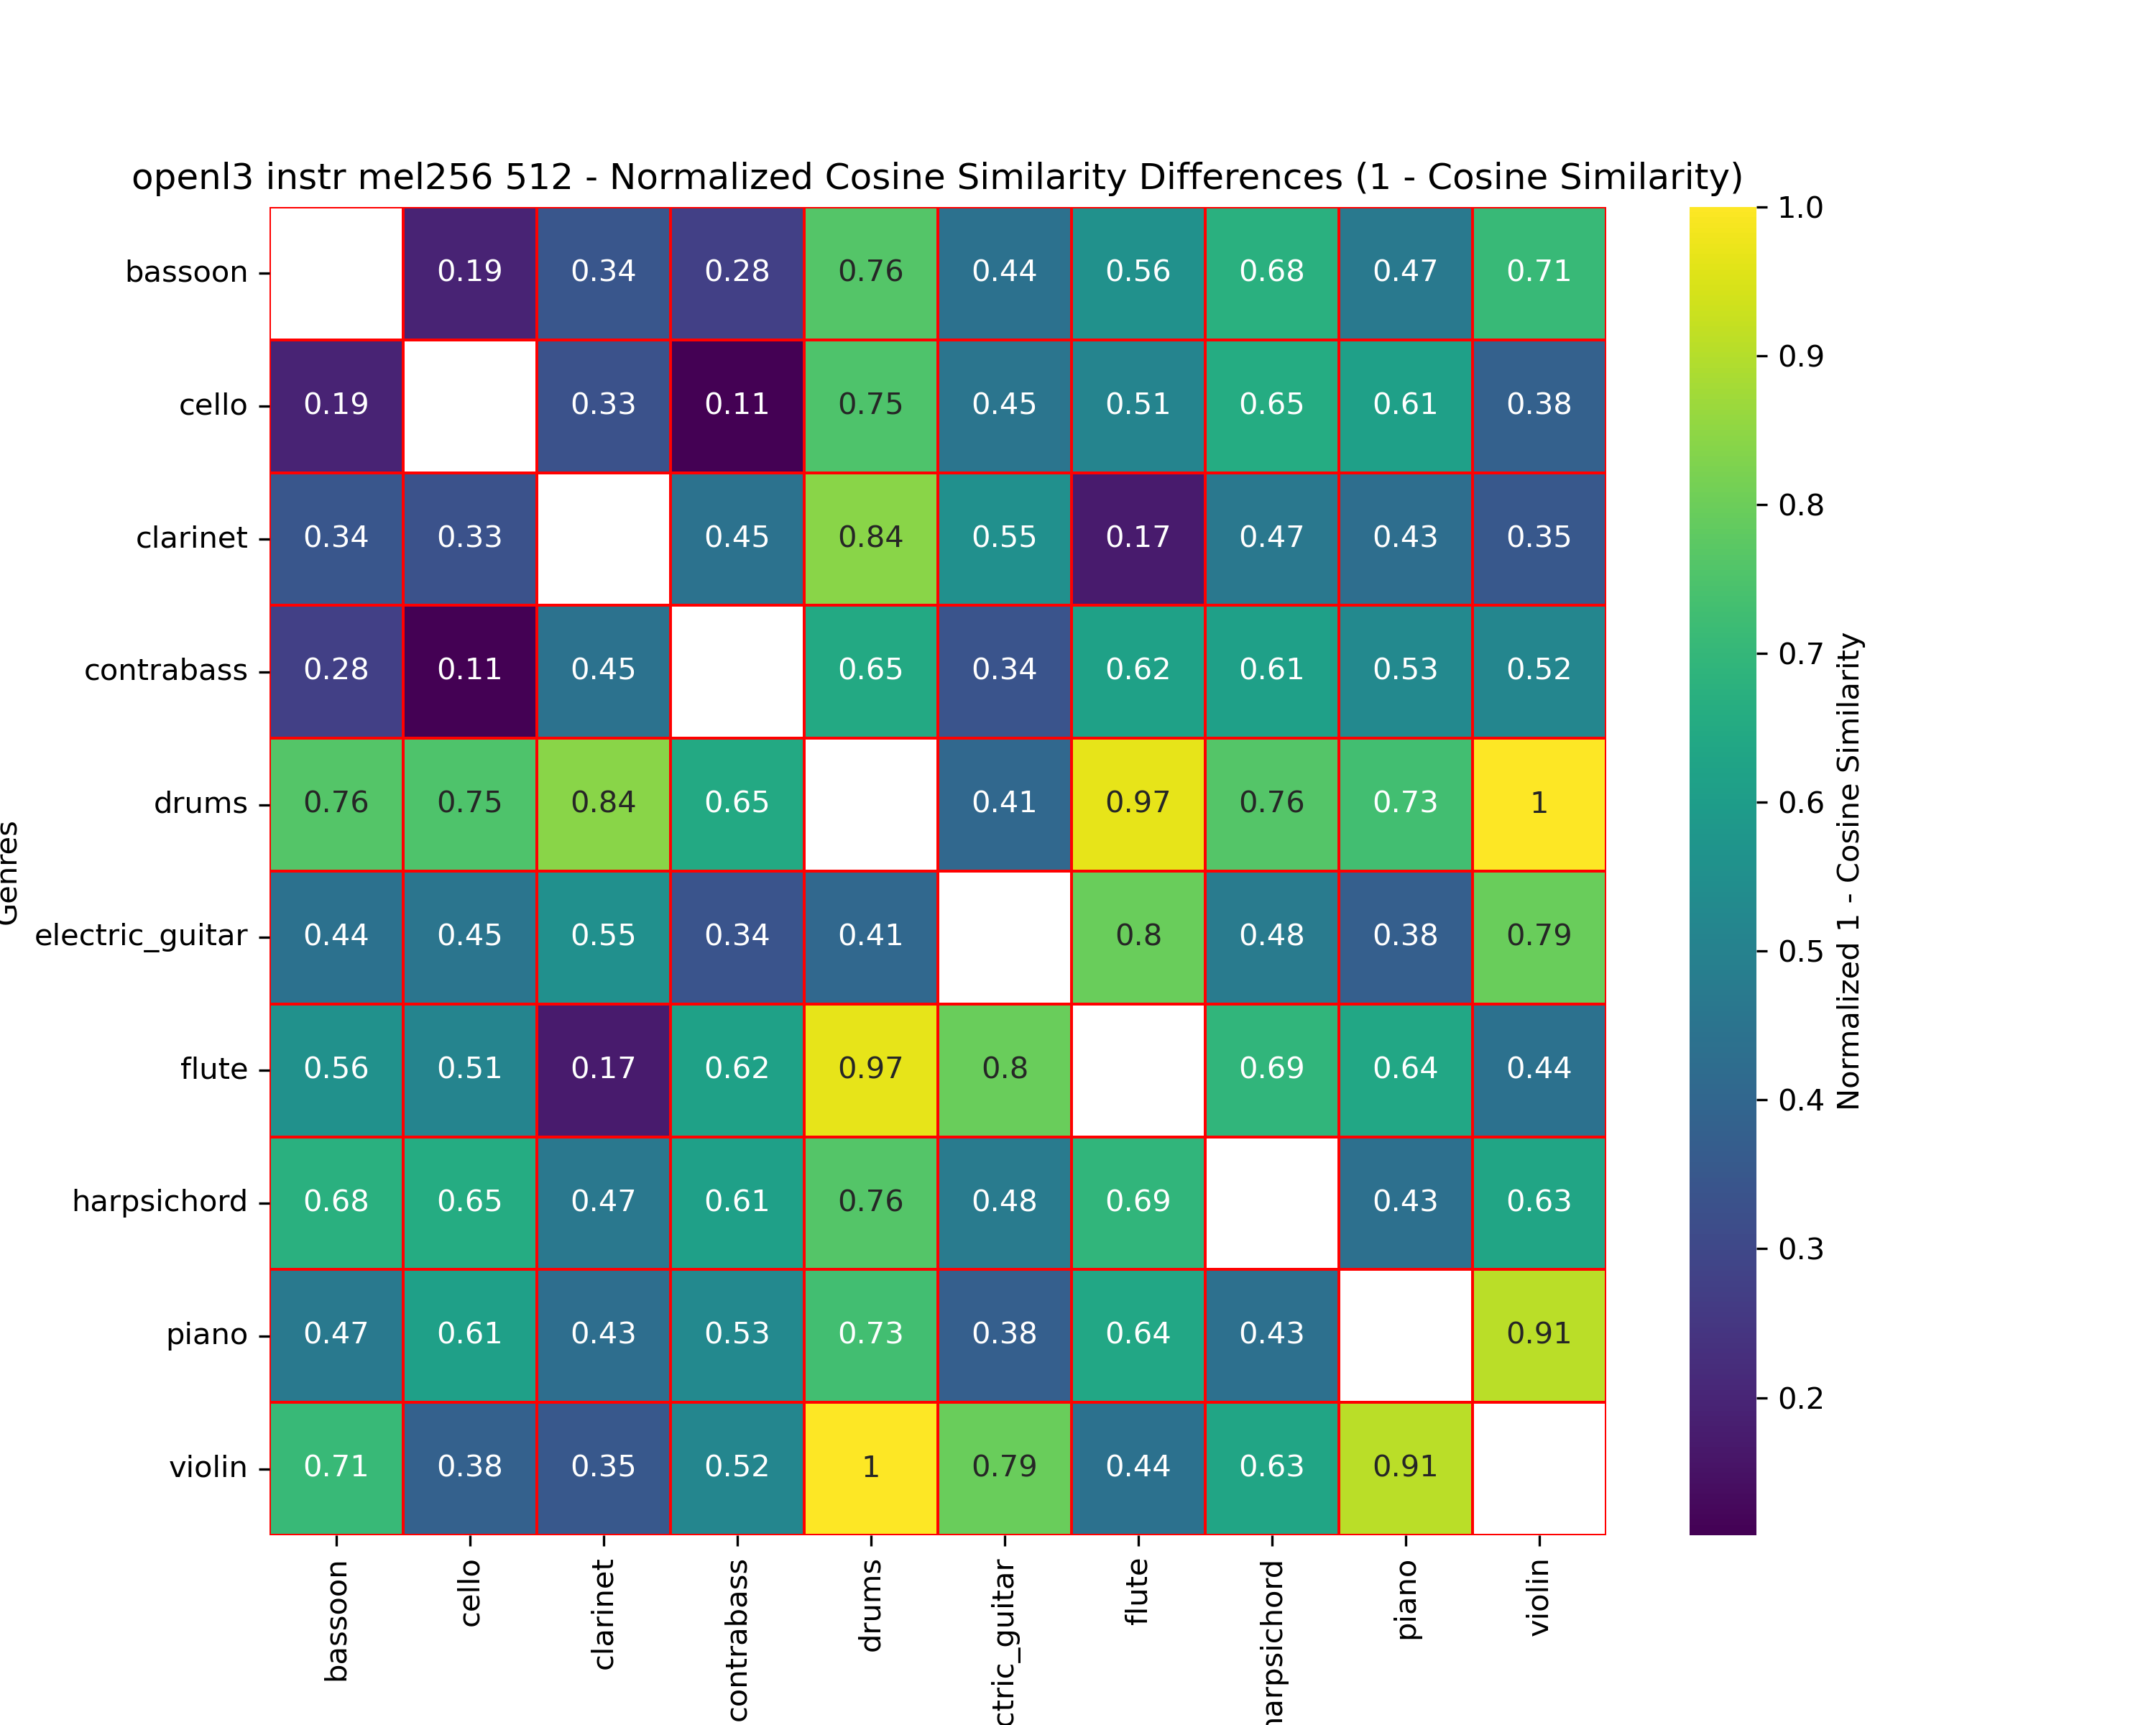 openl3 instr mel256 512 - Normalized Cosine Similarity Differences (1 - Cosine Similarity)
bassoon 0.19 0.34 0.28 0.76 0.44 0.56 0.68 0.47 0.71
cello 0.19 0.33 0.11 0.75 0.45 0.51 0.65 0.61 0.38
clarinet 0.34 0.33 0.45 0.84 0.55 0.17 0.47 0.43 0.35
contrabass 0.28 0.11 0.45 0.65 0.34 0.62 0.61 0.53 0.52
drums 0.76 0.75 0.84 0.65 0.41 0.97 0.76 0.73 1
electric_guitar 0.44 0.45 0.55 0.34 0.41 0.8 0.48 0.38 0.79
flute 0.56 0.51 0.17 0.62 0.97 0.8 0.69 0.64 0.44
harpsichord 0.68 0.65 0.47 0.61 0.76 0.48 0.69 0.43 0.63
piano 0.47 0.61 0.43 0.53 0.73 0.38 0.64 0.43 0.91
violin 0.71 0.38 0.35 0.52 1 0.79 0.44 0.63 0.91
Genres
bassoon
cello
clarinet
contrabass
drums
ctric_guitar
flute
harpsichord
piano
violin
1.0
0.9
0.8
0.7
0.6
0.5
0.4
0.3
0.2
Normalized 1 - Cosine Similarity